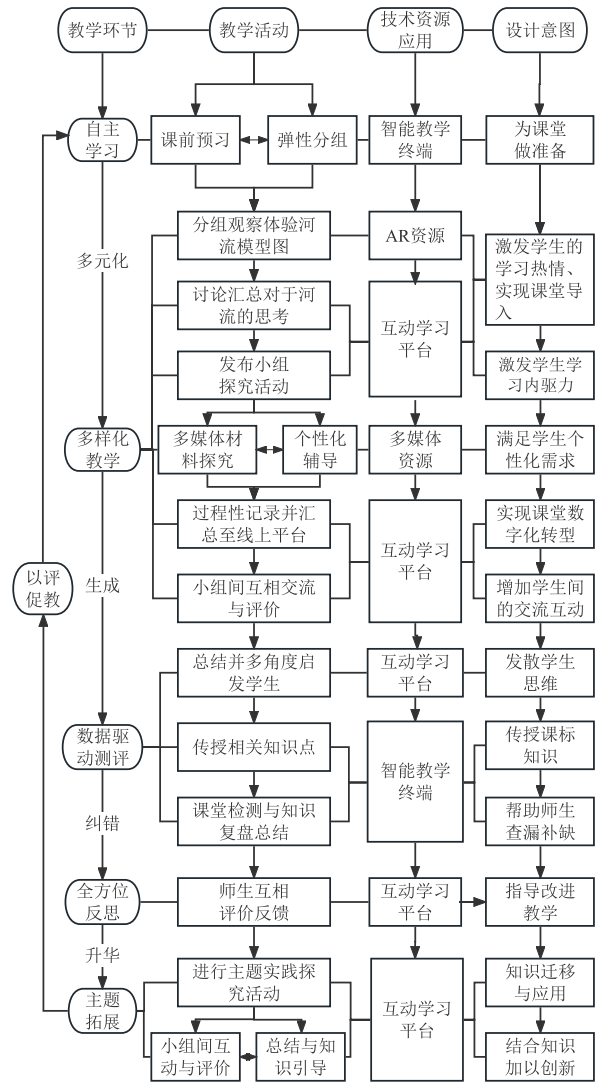 教学环节
教学活动
技术资源
应用
设计意图
自主
学习
课前预习
弹性分组
智能教学
终端
为课堂
做准备
多元化
分组观察体验河
流模型图
AR资源
激发学生的
学习热情、
实现课堂导
入
讨论汇总对于河
流的思考
互动学习
平台
发布小组
探究活动
激发学生学
习内驱力
多样化
教学
多媒体材
料探究
个性化
辅导
多媒体
资源
满足学生个
性化需求
过程性记录并汇
总至线上平台
互动学习
平台
实现课堂数
字化转型
以评
促教
生成
小组间互相交流
与评价
增加学生间
的交流互动
总结并多角度启
发学生
互动学习
平台
发散学生
思维
数据驱
动测评
传授相关知识点
智能教学
终端
传授课标
知识
纠错
课堂检测与知识
复盘总结
帮助师生
查漏补缺
全方位
反思
师生互相
评价反馈
互动学习
平台
指导改进
教学
升华
进行主题实践探
究活动
互动学习
平台
知识迁移
与应用
主题
拓展
小组间互动
与评价
总结与知
识引导
结合知识
加以创新